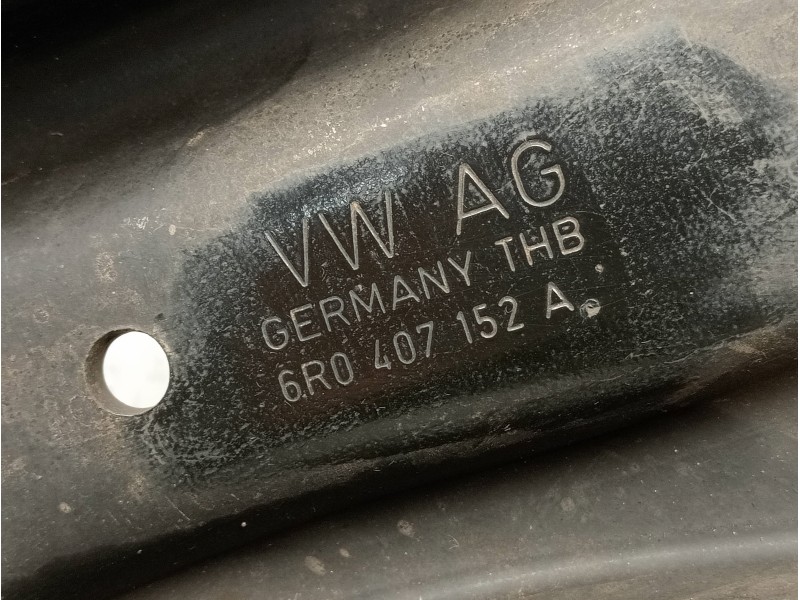 VW AG
GERMANY THB
6R0 407 152 A